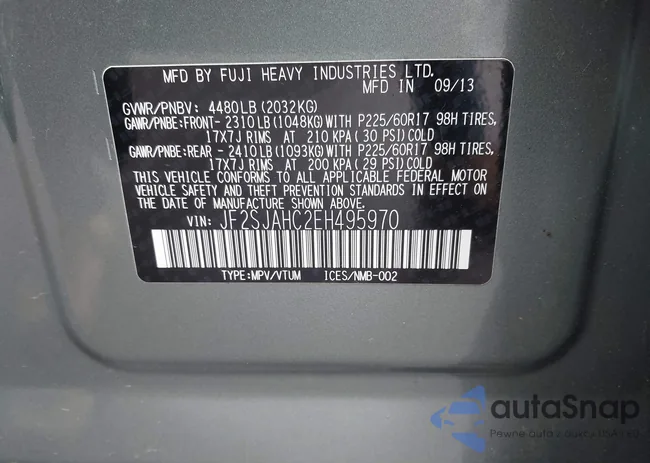 MFD BY FUJI HEAVY INDUSTRIES LTD.
MFD IN 09/13
GVWR/PNBV: 4480LB(2032KG)
GAWR/PNBE:FRONT-2310LB(1048KG)WITH P225/60R17 98H TIRES,
17X7J RIMS AT 210 KPA(30 PSI)COLD
GAWR/PNBE:REAR -2410LB(1093KG)WITH P225/60R17 98H TIRES,
17X7J RIMS AT 200 KPA(29 PSI)COLD
THIS VEHICLE CONFORMS TO ALL APPLICABLE FEDERAL MOTOR
VEHICLE SAFETY AND THEFT PREVENTION STANDARDS IN EFFECT
ON THE DATE OF MANUFACTURE SHOWN ABOVE.
VIN: JF2SJAHC2EH495970
TYPE:MPV/VTUM ICES/NMB-002
autaSnap
Pewne auta z